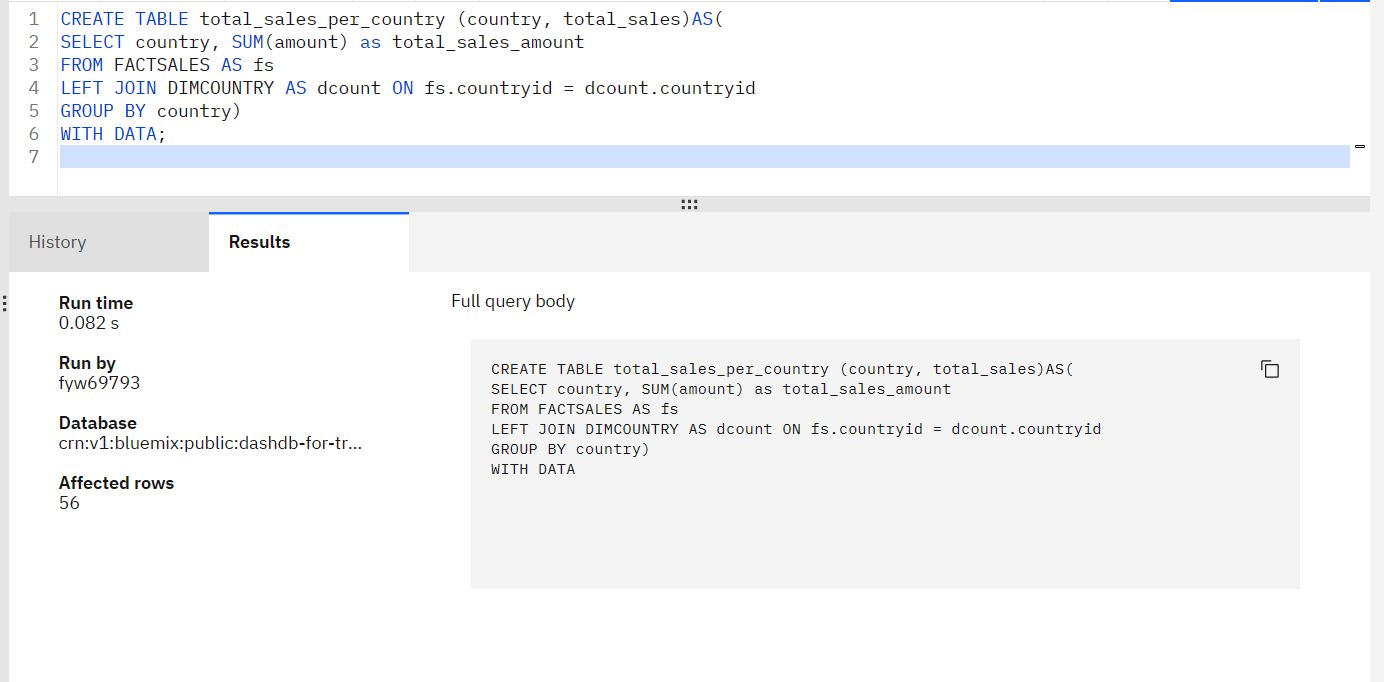 1 CREATE TABLE total_sales_per_country (country, total_sales)AS(
2 SELECT country, SUM(amount) as total_sales_amount
3 FROM FACTSALES AS fs
4 LEFT JOIN DIMCOUNTRY AS dcount ON fs.countryid = dcount.countryid
5 GROUP BY country)
6 WITH DATA;
7
History
Results
Run time
0.082 s
Run by
fyw69793
Database
crn:v1:bluemix:public:dashdb-for-tr...
Affected rows
56
Full query body
CREATE TABLE total_sales_per_country (country, total_sales)AS(
SELECT country, SUM(amount) as total_sales_amount
FROM FACTSALES AS fs
LEFT JOIN DIMCOUNTRY AS dcount ON fs.countryid = dcount.countryid
GROUP BY country)
WITH DATA